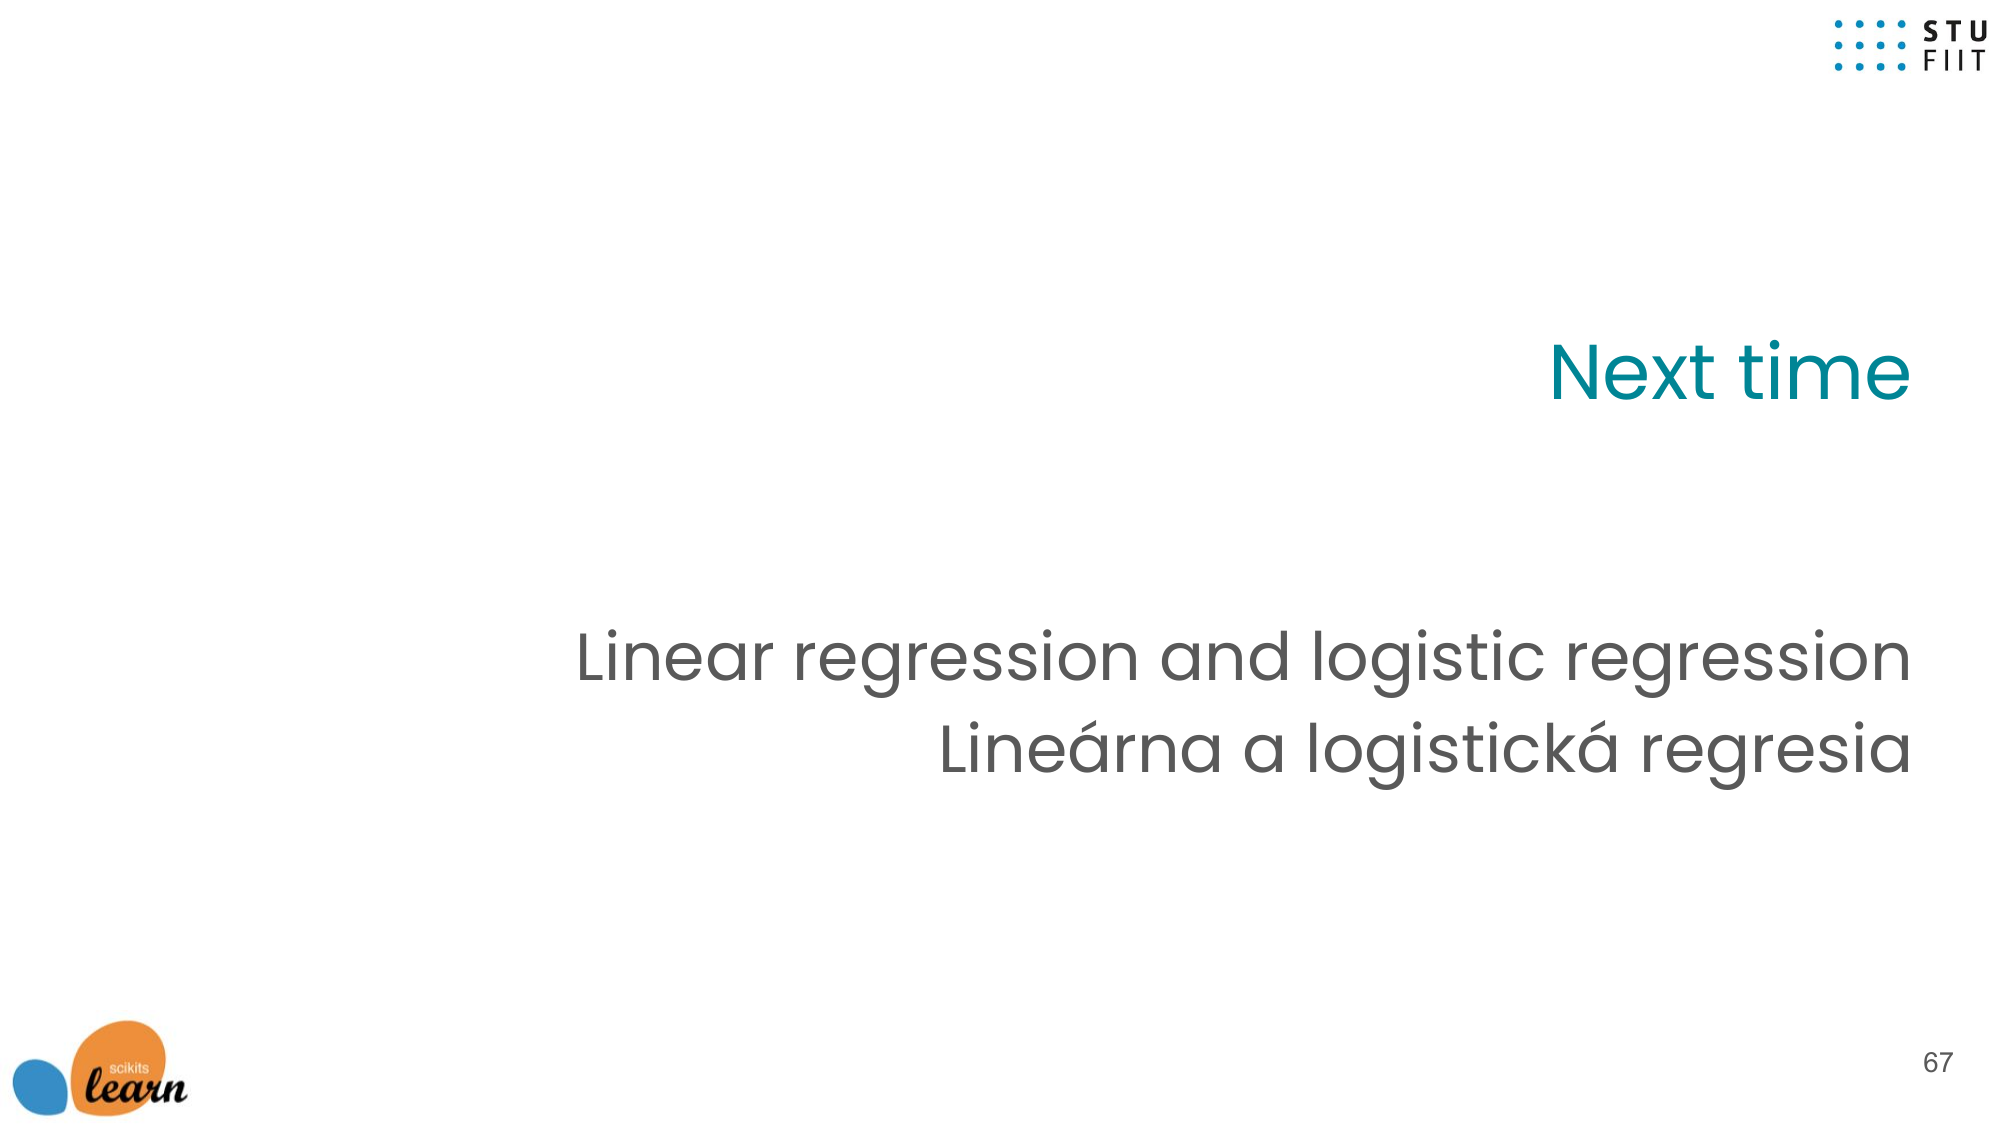 STU
FIIT
Next time
Linear regression and logistic regression
Lineárna a logistická regresia
scikits
learn
67